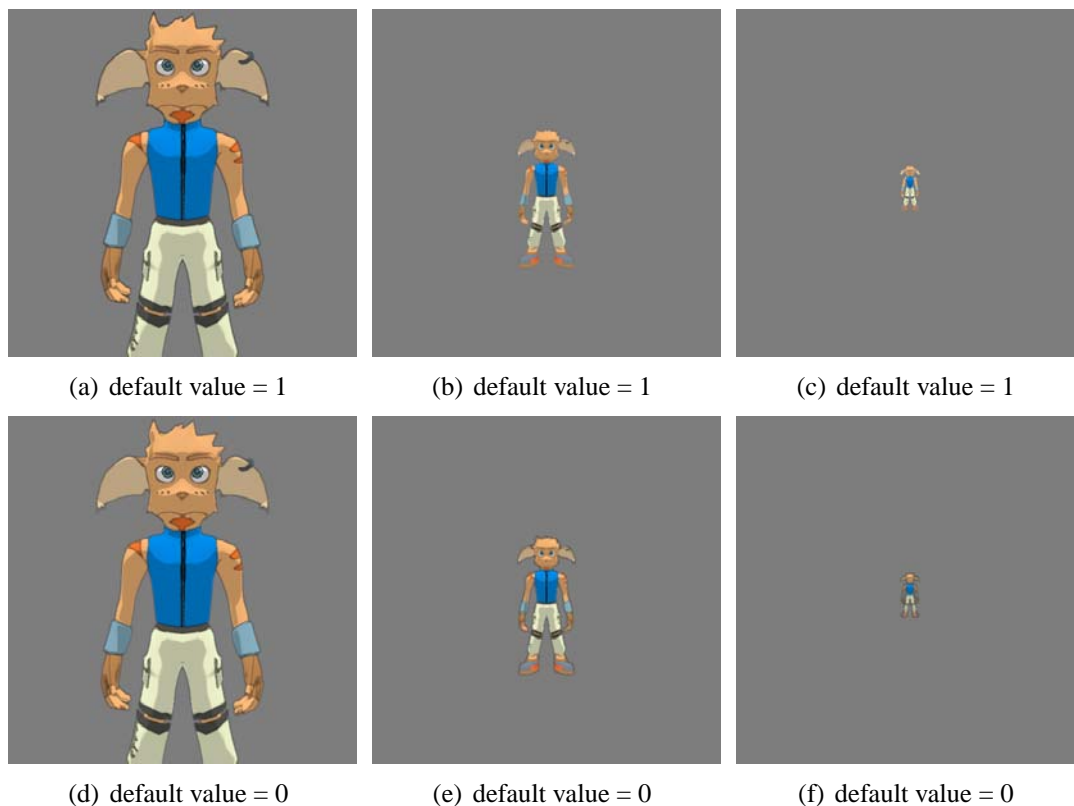 (a) default value = 1
(b) default value = 1
(c) default value = 1
(d) default value = 0
(e) default value = 0
(f) default value = 0